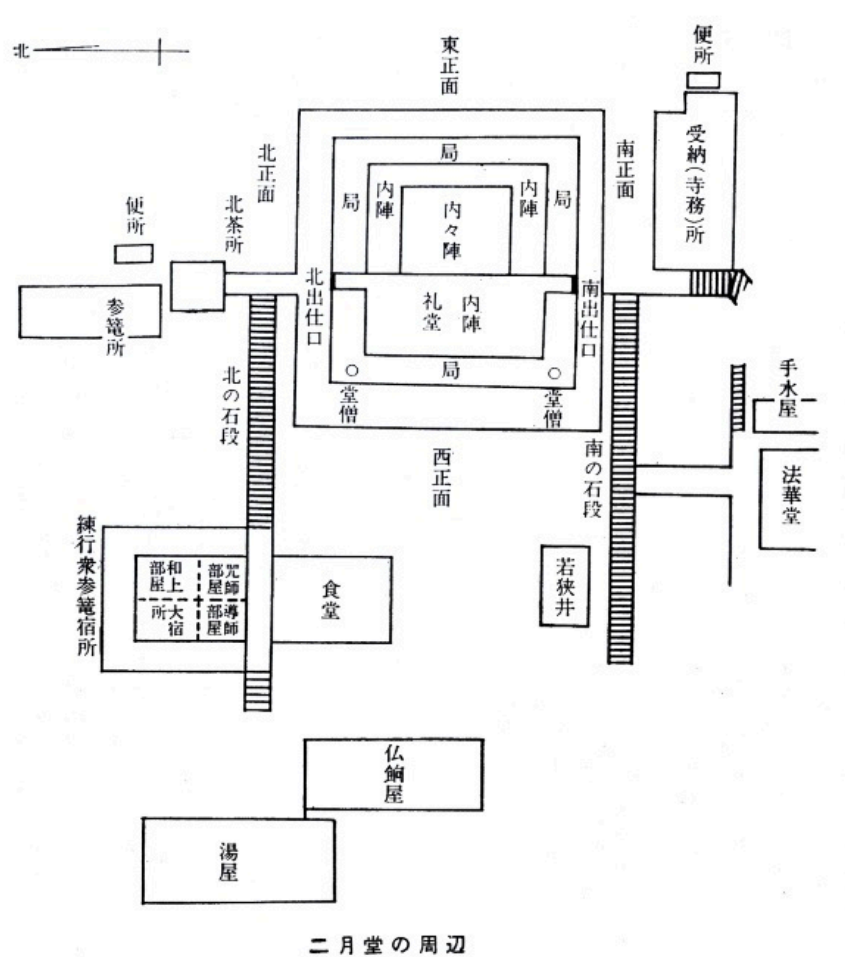 北
東正面
便所
受納(寺務)所
南正面
北正面
北茶所
便所
参篭所
局
局
内陣
内々陣
内陣
局
北出仕口
礼堂
内陣
南出仕口
局
堂僧
堂僧
西正面
北の石段
南の石段
手水屋
法華堂
若狭井
練行衆参篭宿所
和上部屋
咒師部屋
大宿所
導師部屋
食堂
仏餉屋
湯屋
二月堂の周辺